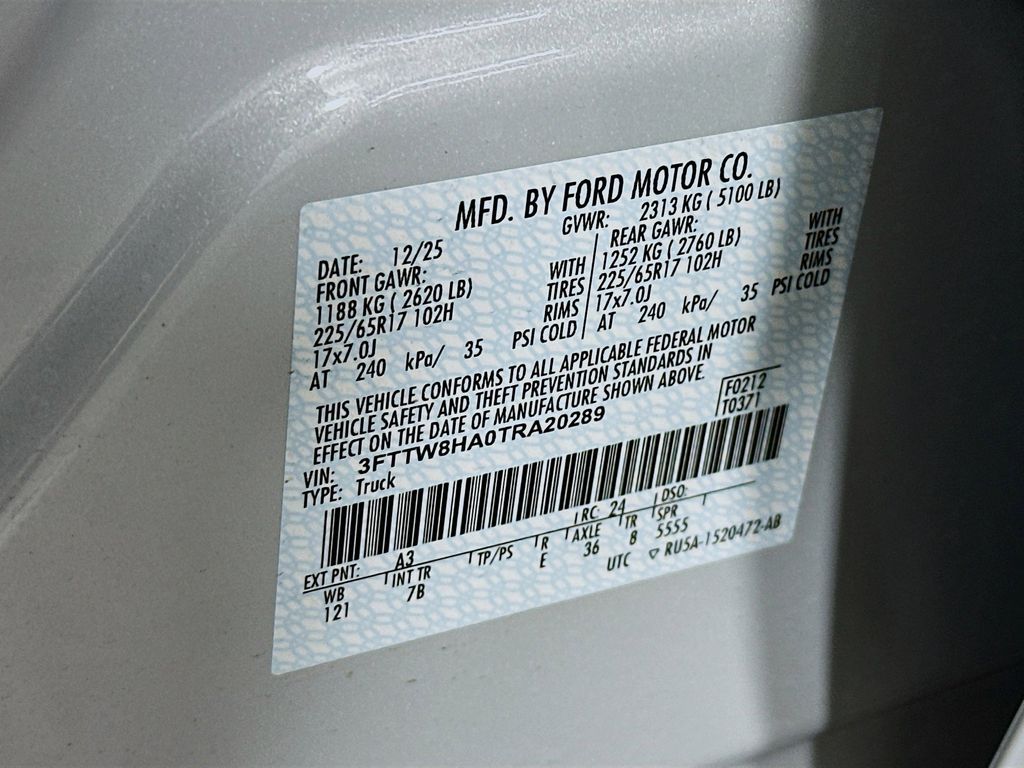 MFD. BY FORD MOTOR CO.
DATE: 12/25 GVWR: 2313 KG ( 5100 LB)
FRONT GAWR: REAR GAWR:
1188 KG ( 2620 LB) WITH 1252 KG ( 2760 LB) WITH
225/65R17 102H TIRES 225/65R17 102H TIRES
17x7.0J RIMS 17x7.0J RIMS
AT 240 kPa/ 35 PSI COLD AT 240 kPa/ 35 PSI COLD
THIS VEHICLE CONFORMS TO ALL APPLICABLE FEDERAL MOTOR
VEHICLE SAFETY AND THEFT PREVENTION STANDARDS IN
EFFECT ON THE DATE OF MANUFACTURE SHOWN ABOVE.
VIN: 3FTTW8HA0TRA20289 F0212
TYPE: Truck T0371
EXT PNT: A3 RC: 24 DSO:
WB INT TR TP/PS R AXLE TR SPR
121 7B E 36 8 5555
UTC ▽ RU5A-1520472-AB